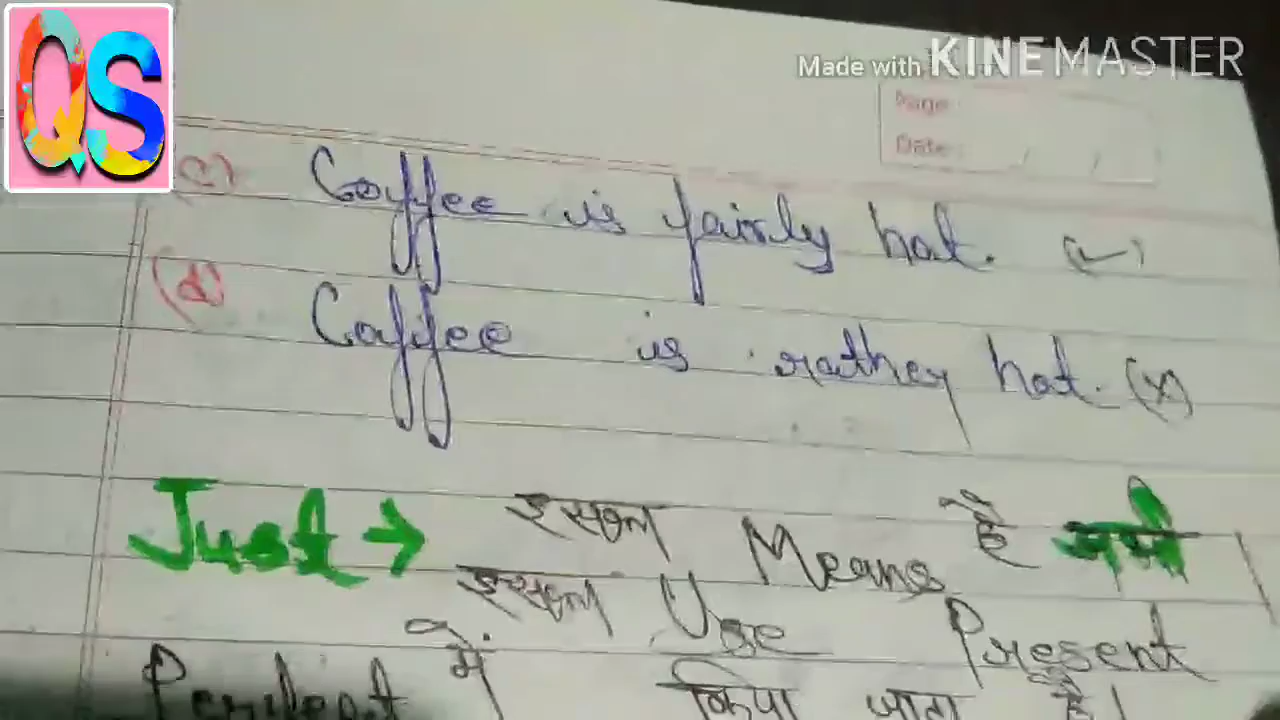 QS
Made with KINEMASTER
Page :
Date : / /
(c) Coffee is fairly hot. (✓)
(d) Coffee is rather hot. (x)
Just → इसका Means है अभी ।
इसका Use Present
Perfect में किया जाता है।